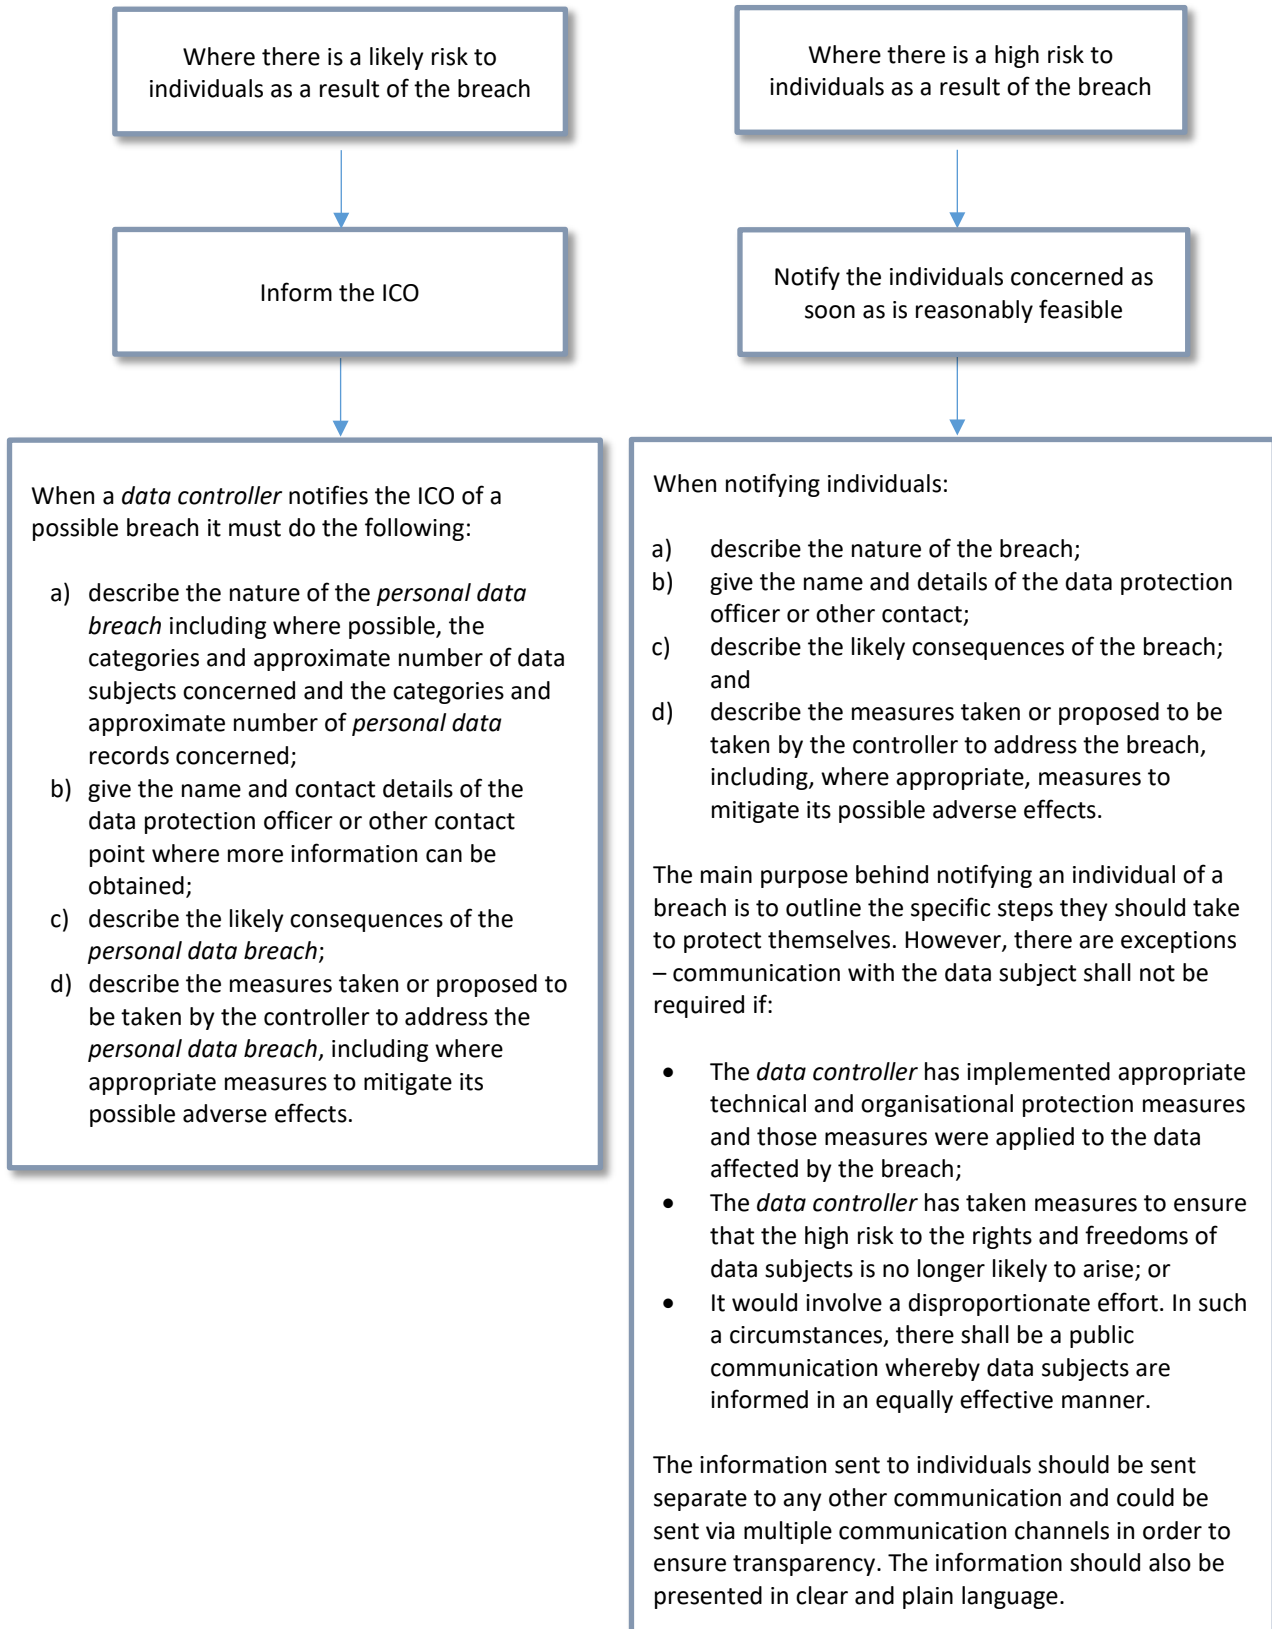 Where there is a likely risk to
individuals as a result of the breach
Inform the ICO
When a data controller notifies the ICO of a
possible breach it must do the following:
a) describe the nature of the personal data
breach including where possible, the
categories and approximate number of data
subjects concerned and the categories and
approximate number of personal data
records concerned;
b) give the name and contact details of the
data protection officer or other contact
point where more information can be
obtained;
c) describe the likely consequences of the
personal data breach;
d) describe the measures taken or proposed to
be taken by the controller to address the
personal data breach, including where
appropriate measures to mitigate its
possible adverse effects.
Where there is a high risk to
individuals as a result of the breach
Notify the individuals concerned as
soon as is reasonably feasible
When notifying individuals:
a) describe the nature of the breach;
b) give the name and details of the data protection
officer or other contact;
c) describe the likely consequences of the breach;
and
d) describe the measures taken or proposed to be
taken by the controller to address the breach,
including, where appropriate, measures to
mitigate its possible adverse effects.
The main purpose behind notifying an individual of a
breach is to outline the specific steps they should take
to protect themselves. However, there are exceptions
– communication with the data subject shall not be
required if:
• The data controller has implemented appropriate
technical and organisational protection measures
and those measures were applied to the data
affected by the breach;
• The data controller has taken measures to ensure
that the high risk to the rights and freedoms of
data subjects is no longer likely to arise; or
• It would involve a disproportionate effort. In such
a circumstances, there shall be a public
communication whereby data subjects are
informed in an equally effective manner.
The information sent to individuals should be sent
separate to any other communication and could be
sent via multiple communication channels in order to
ensure transparency. The information should also be
presented in clear and plain language.